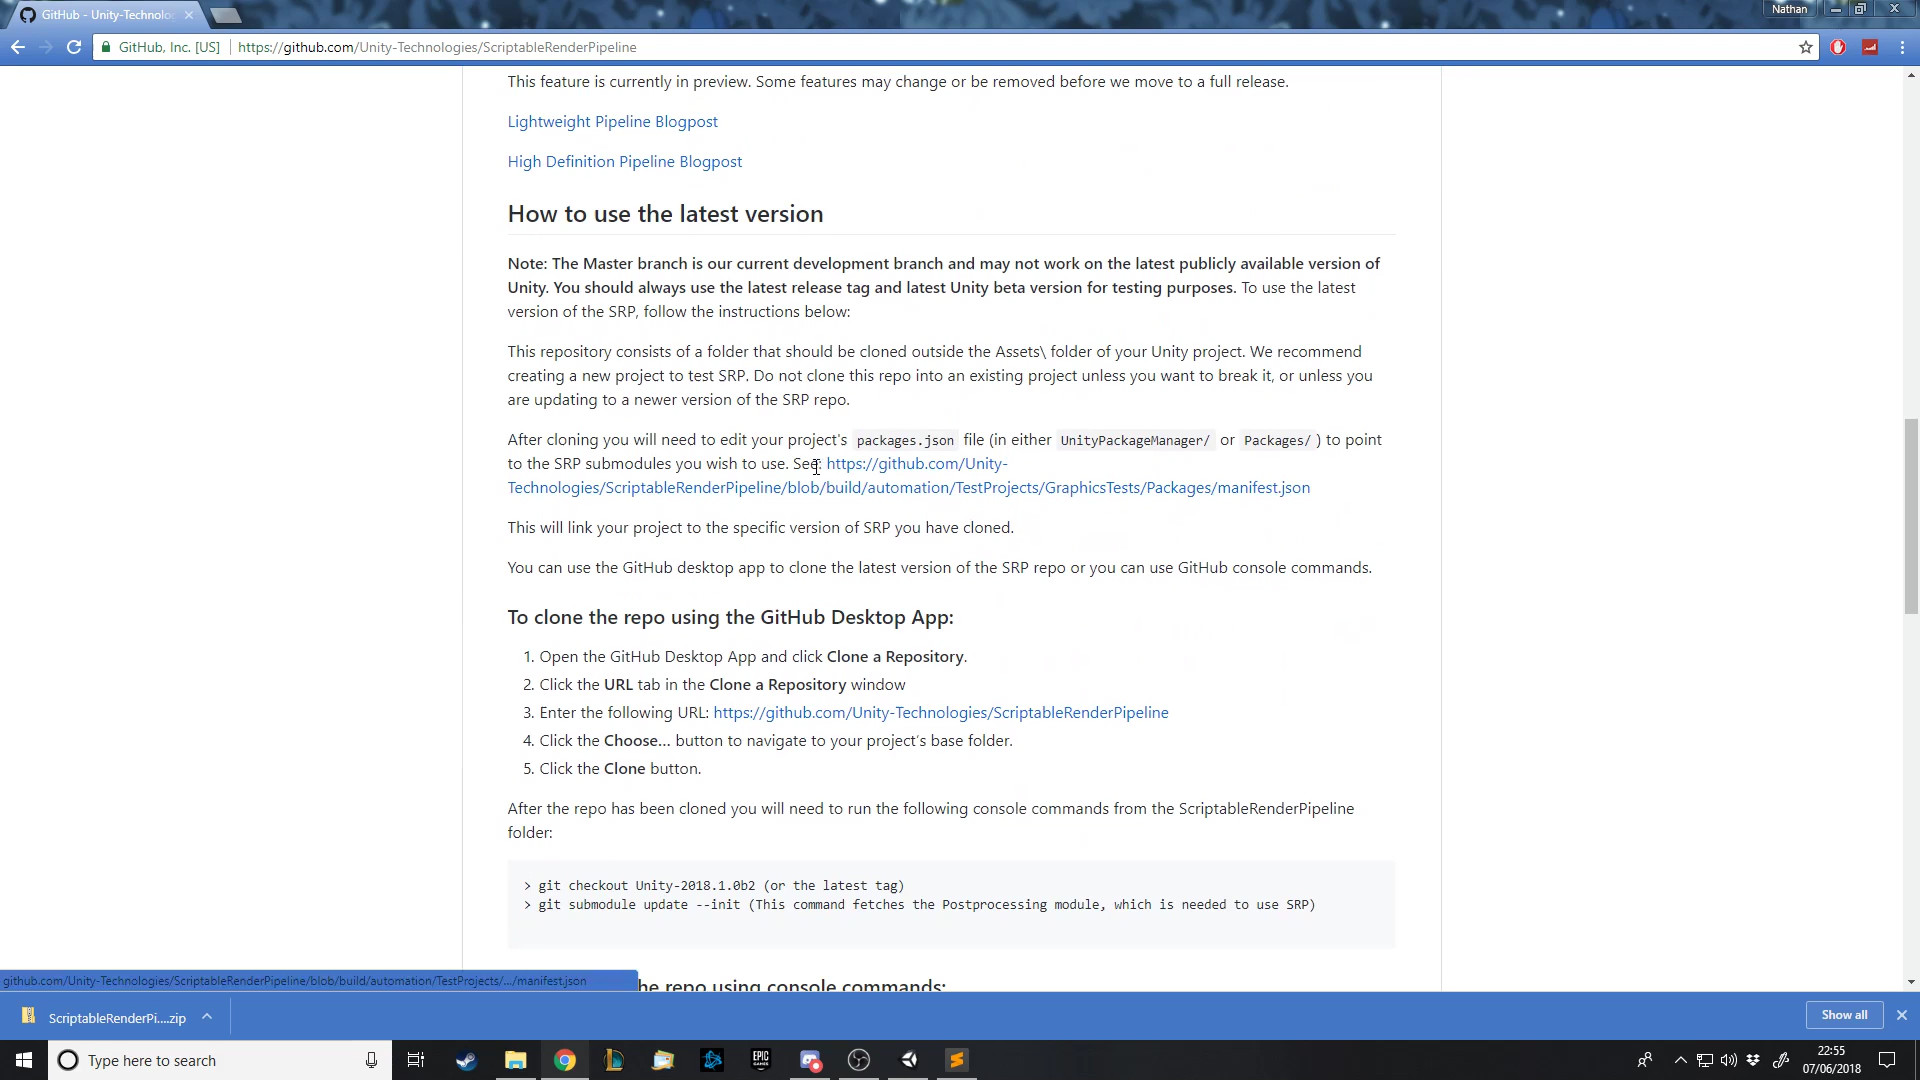 GitHub - Unity-Technolo
Nathan
GitHub, Inc. [US] https://github.com/Unity-Technologies/ScriptableRenderPipeline
This feature is currently in preview. Some features may change or be removed before we move to a full release.
Lightweight Pipeline Blogpost
High Definition Pipeline Blogpost
How to use the latest version
Note: The Master branch is our current development branch and may not work on the latest publicly available version of
Unity. You should always use the latest release tag and latest Unity beta version for testing purposes. To use the latest
version of the SRP, follow the instructions below:
This repository consists of a folder that should be cloned outside the Assets\ folder of your Unity project. We recommend
creating a new project to test SRP. Do not clone this repo into an existing project unless you want to break it, or unless you
are updating to a newer version of the SRP repo.
After cloning you will need to edit your project's packages.json file (in either UnityPackageManager/ or Packages/ ) to point
to the SRP submodules you wish to use. See: https://github.com/Unity-
Technologies/ScriptableRenderPipeline/blob/build/automation/TestProjects/GraphicsTests/Packages/manifest.json
This will link your project to the specific version of SRP you have cloned.
You can use the GitHub desktop app to clone the latest version of the SRP repo or you can use GitHub console commands.
To clone the repo using the GitHub Desktop App:
1. Open the GitHub Desktop App and click Clone a Repository.
2. Click the URL tab in the Clone a Repository window
3. Enter the following URL: https://github.com/Unity-Technologies/ScriptableRenderPipeline
4. Click the Choose... button to navigate to your project's base folder.
5. Click the Clone button.
After the repo has been cloned you will need to run the following console commands from the ScriptableRenderPipeline
folder:
> git checkout Unity-2018.1.0b2 (or the latest tag)
> git submodule update --init (This command fetches the Postprocessing module, which is needed to use SRP)
github.com/Unity-Technologies/ScriptableRenderPipeline/blob/build/automation/TestProjects/.../manifest.json
he repo using console commands:
ScriptableRenderPi....zip
Show all
Type here to search
EPIC
GAMES
22:55
07/06/2018